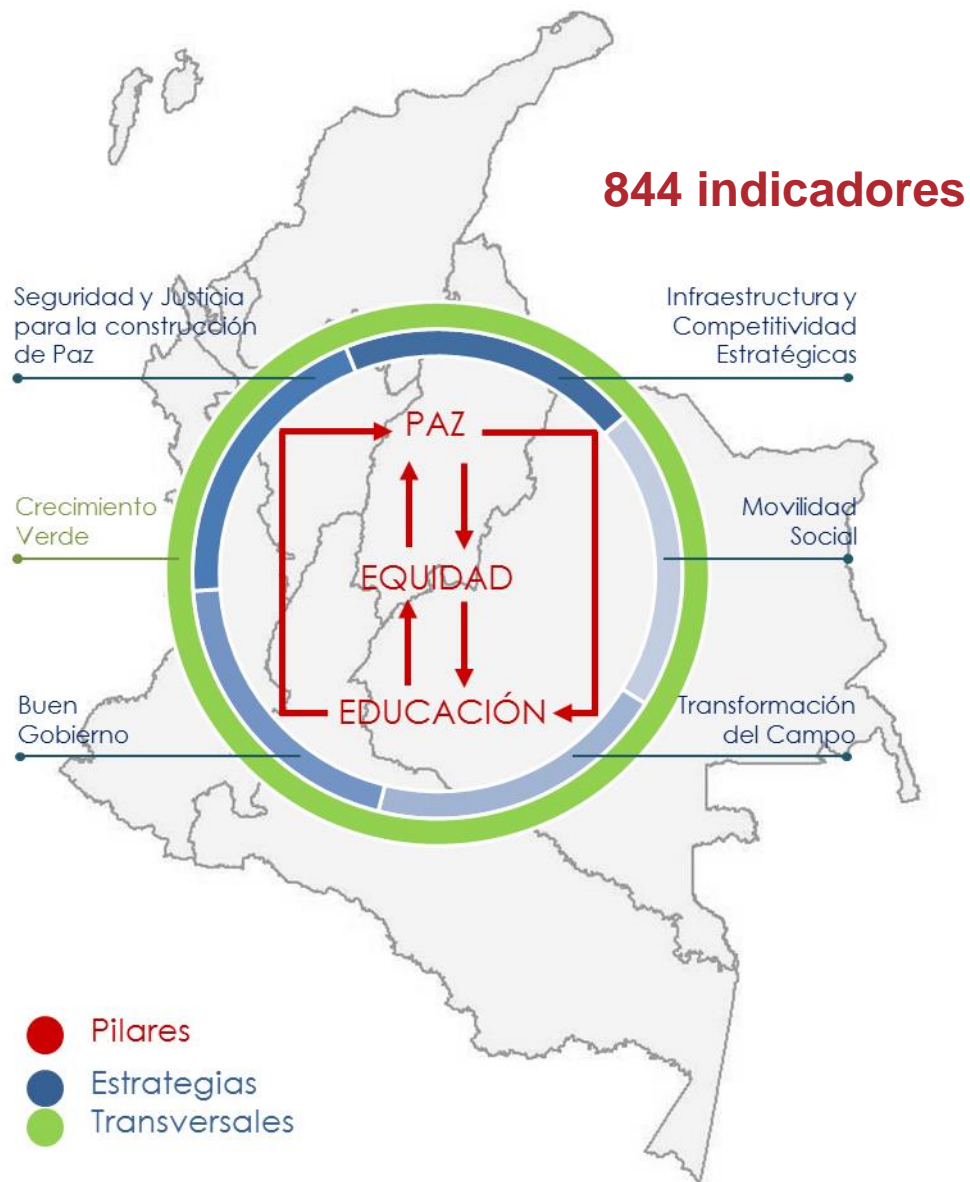 844 indicadores
Seguridad y Justicia
para la construcción
de Paz
Infraestructura y
Competitividad
Estratégicas
PAZ
Crecimiento
Verde
Movilidad
Social
EQUIDAD
Buen
Gobierno
EDUCACIÓN
Transformación
del Campo
Pilares
Estrategias
Transversales